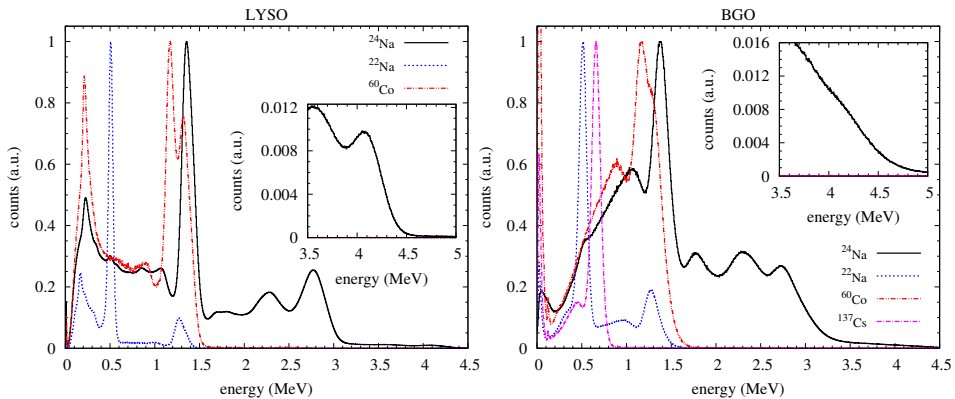 LYSO
1
0.8
0.6
0.4
0.2
0
0 0.5 1 1.5 2 2.5 3 3.5 4 4.5
counts (a.u.)
energy (MeV)
²⁴Na
²²Na
⁶⁰Co
0.012
0.008
0.004
0
3.5 4 4.5 5
counts (a.u.)
energy (MeV)
BGO
1
0.8
0.6
0.4
0.2
0
0 0.5 1 1.5 2 2.5 3 3.5 4 4.5
counts (a.u.)
energy (MeV)
0.016
0.012
0.008
0.004
0
3.5 4 4.5 5
counts (a.u.)
energy (MeV)
²⁴Na
²²Na
⁶⁰Co
¹³⁷Cs